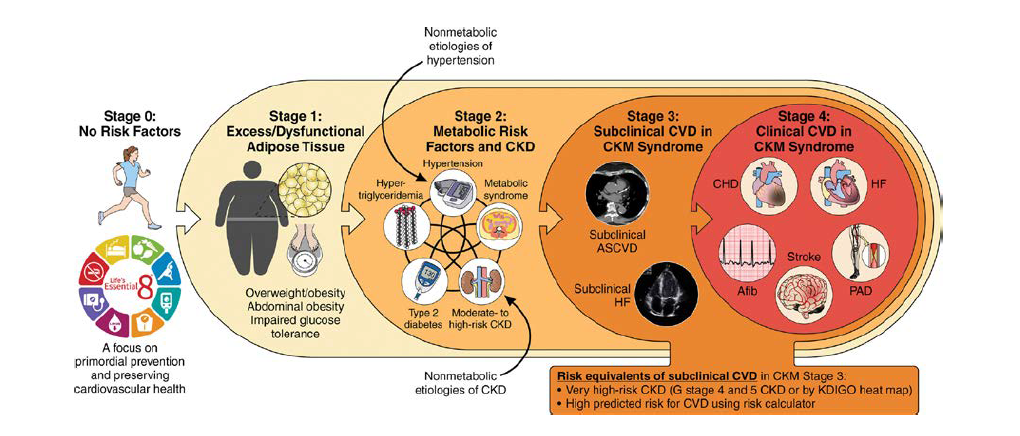 Nonmetabolic
etiologies of
hypertension
Stage 0:
No Risk Factors
Stage 1:
Excess/Dysfunctional
Adipose Tissue
Stage 2:
Metabolic Risk
Factors and CKD
Stage 3:
Subclinical CVD in
CKM Syndrome
Stage 4:
Clinical CVD in
CKM Syndrome
Hypertension
Hyper-
triglyceridemia
Metabolic
syndrome
130
Type 2
diabetes
Moderate- to
high-risk CKD
Subclinical
ASCVD
Subclinical
HF
CHD
HF
Afib
Stroke
PAD
Life's
Essential 8
Overweight/obesity
Abdominal obesity
Impaired glucose
tolerance
A focus on
primordial prevention
and preserving
cardiovascular health
Nonmetabolic
etiologies of CKD
Risk equivalents of subclinical CVD in CKM Stage 3:
• Very high-risk CKD (G stage 4 and 5 CKD or by KDIGO heat map)
• High predicted risk for CVD using risk calculator